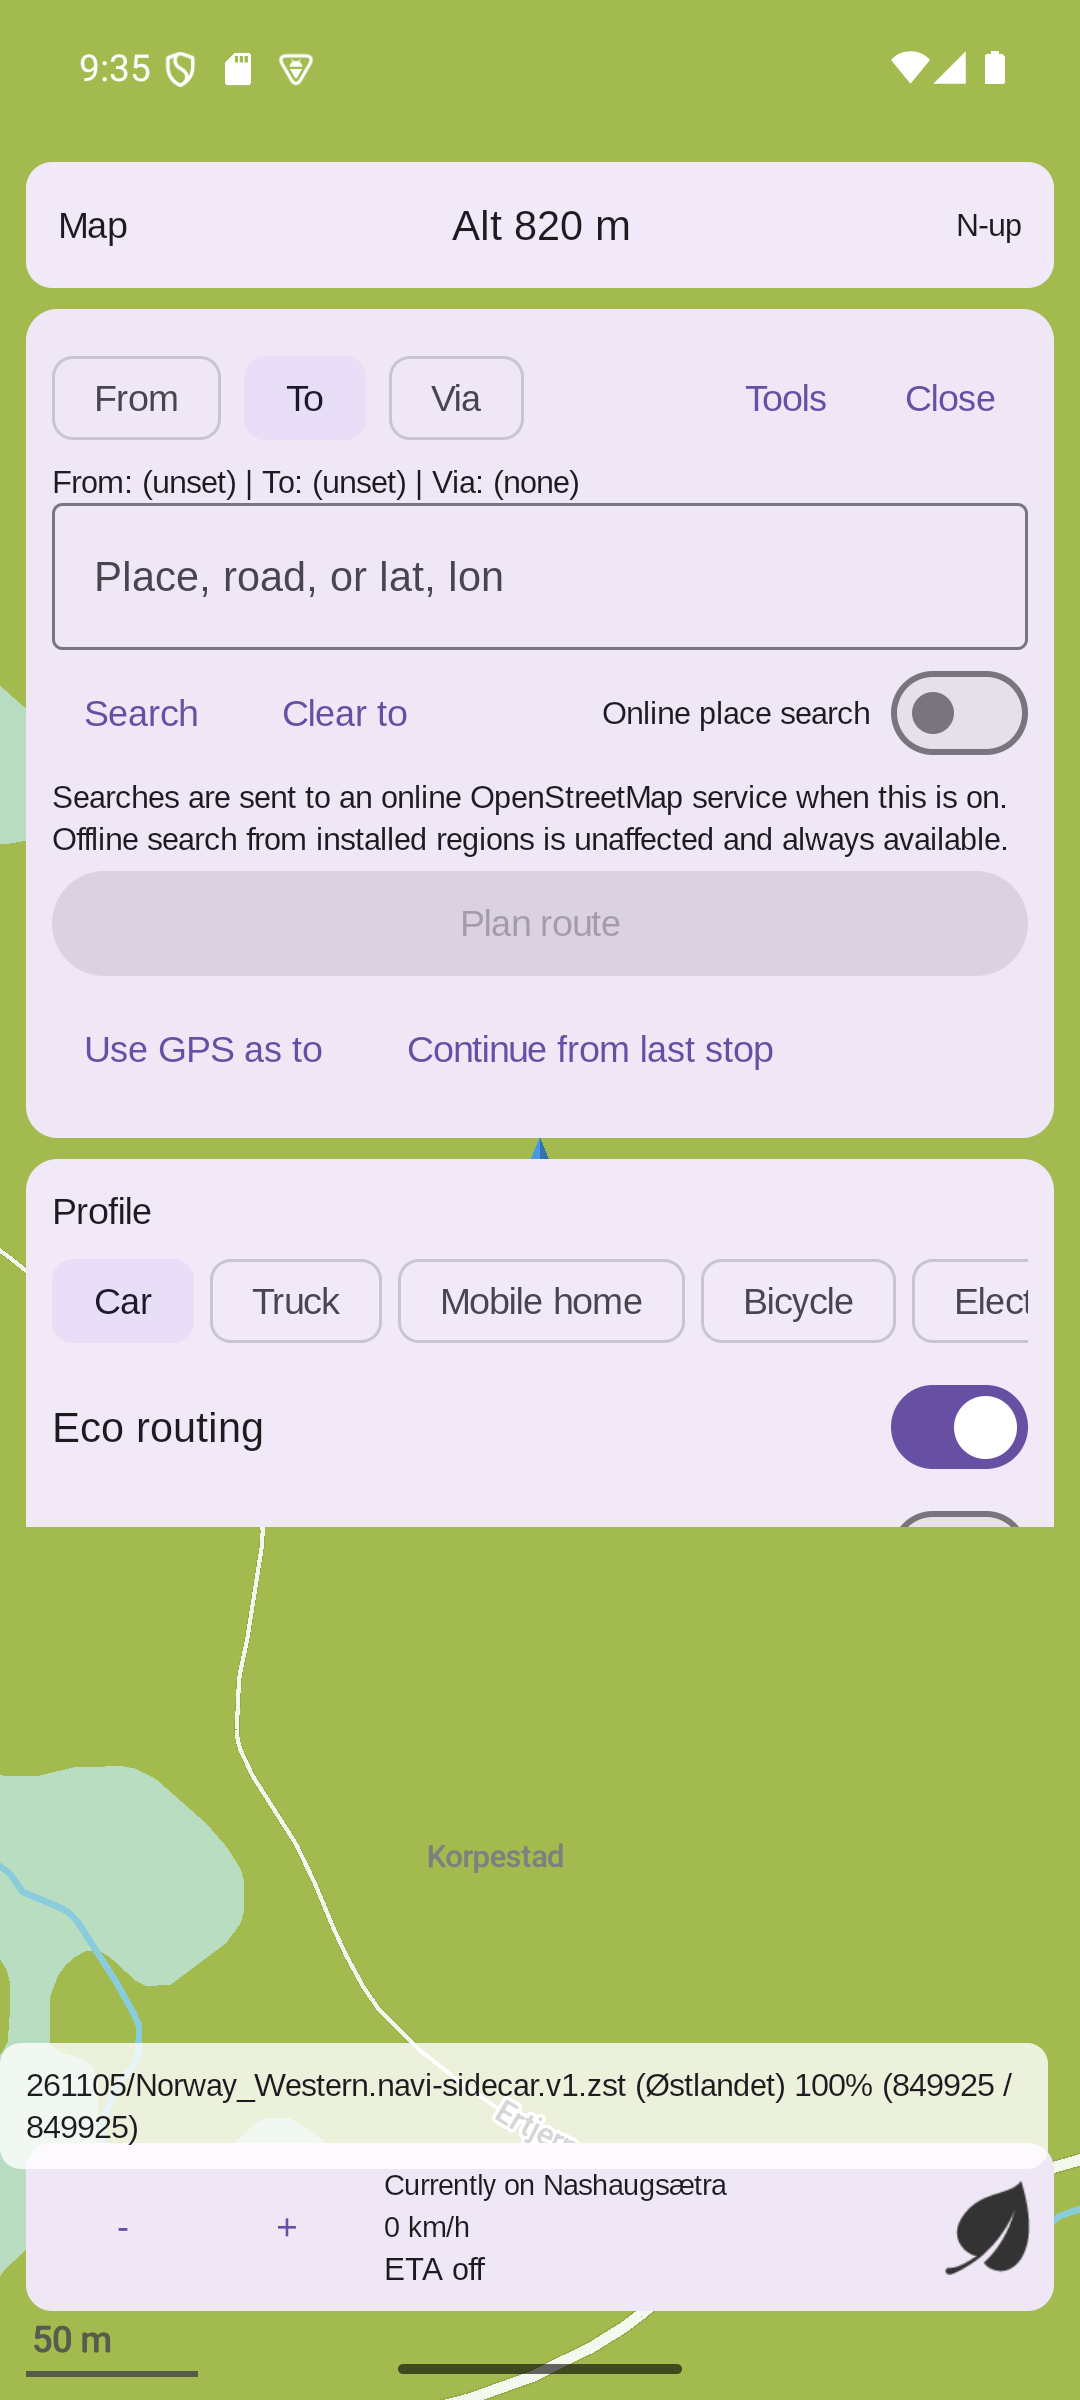 9:35
Map
Alt 820 m
N-up
From
To
Via
Tools
Close
From: (unset) | To: (unset) | Via: (none)
Place, road, or lat, lon
Search
Clear to
Online place search
Searches are sent to an online OpenStreetMap service when this is on.
Offline search from installed regions is unaffected and always available.
Plan route
Use GPS as to
Continue from last stop
Profile
Car
Truck
Mobile home
Bicycle
Elect
Eco routing
Korpestad
261105/Norway_Western.navi-sidecar.v1.zst (Østlandet) 100% (849925 /
849925)
Currently on Nashaugsætra
-
+
0 km/h
ETA off
50 m